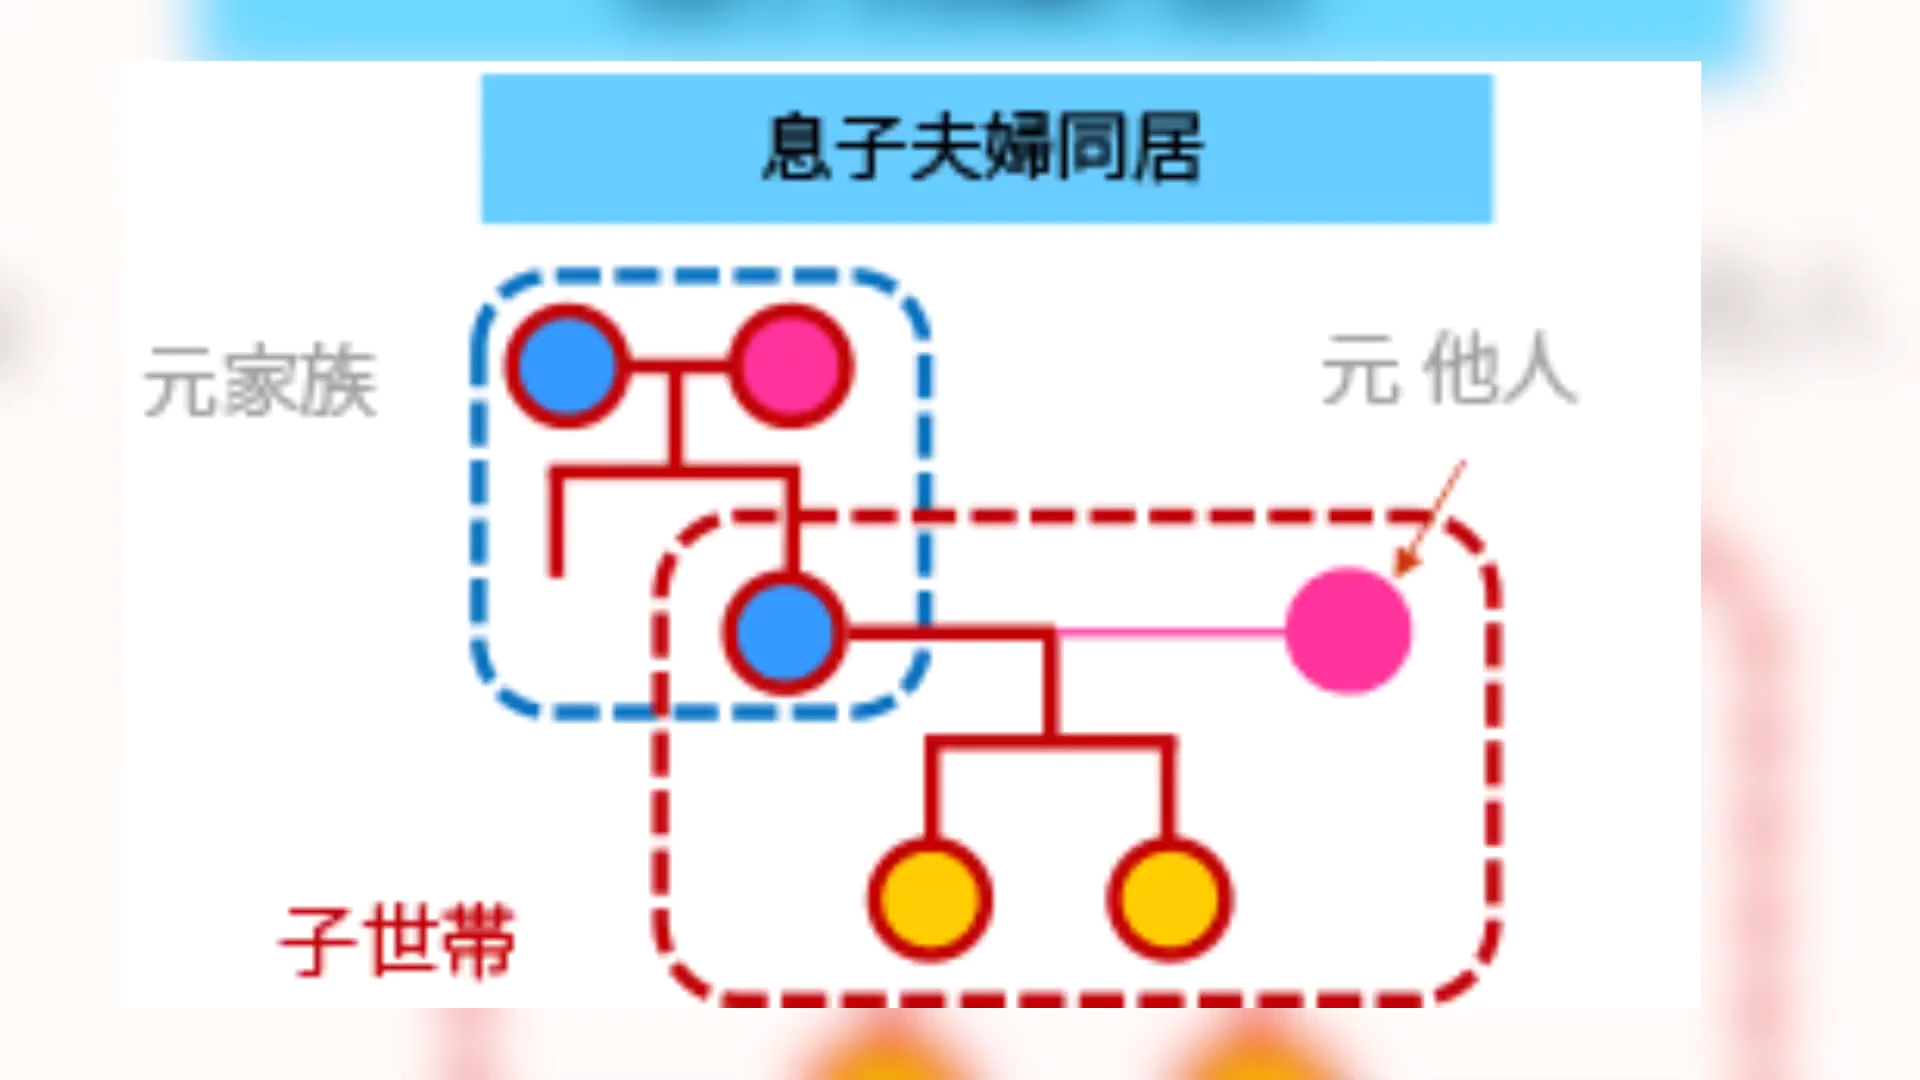 息子夫婦同居
元家族
元 他人
子世帯